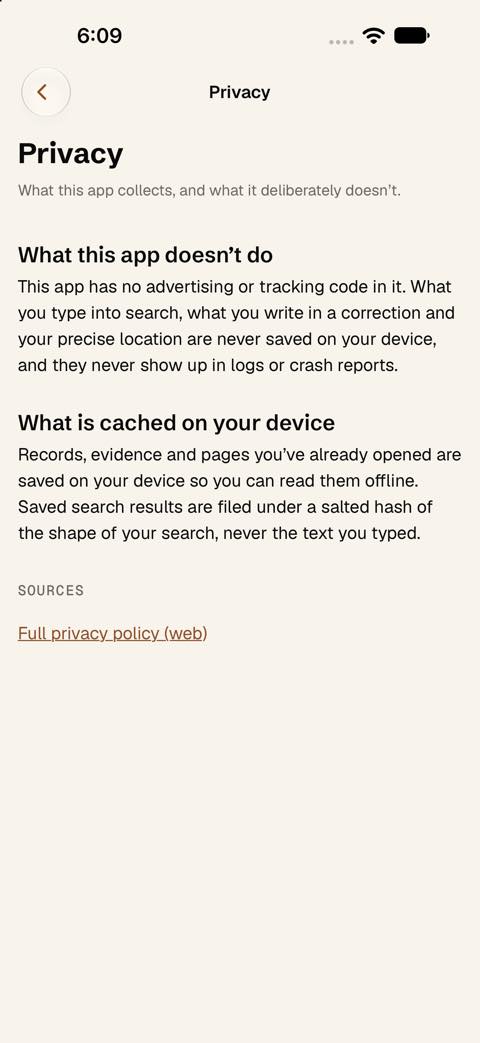 6:09
Privacy
Privacy
What this app collects, and what it deliberately doesn’t.
What this app doesn’t do
This app has no advertising or tracking code in it. What
you type into search, what you write in a correction and
your precise location are never saved on your device,
and they never show up in logs or crash reports.
What is cached on your device
Records, evidence and pages you’ve already opened are
saved on your device so you can read them offline.
Saved search results are filed under a salted hash of
the shape of your search, never the text you typed.
SOURCES
Full privacy policy (web)